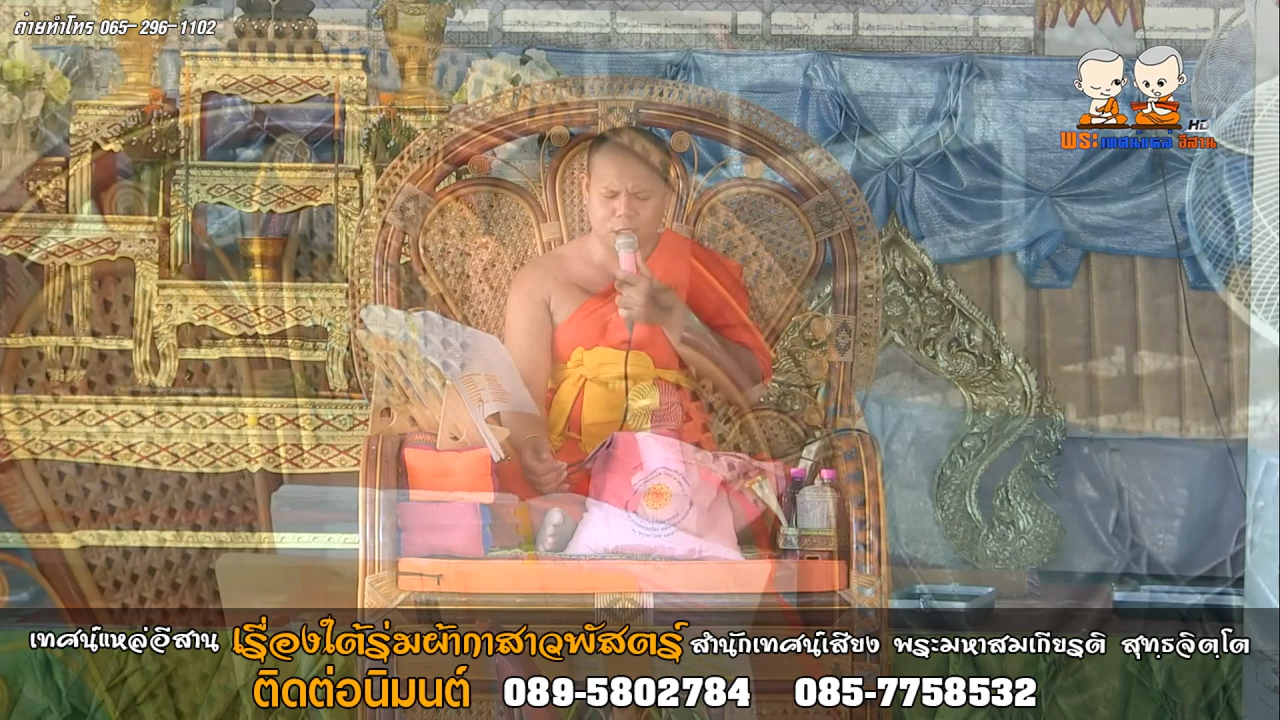 ถ่ายทำโทร 065-296-1102
HD
พระเทศน์แหล่ อีสาน
เทศน์แหล่อีสาน เรื่องใต้ร่มผ้ากาสาวพัสตร์ สำนักเทศน์เสียง พระมหาสมเกียรติ สุทฺธจิตฺโต
ติดต่อนิมนต์ 089-5802784 085-7758532